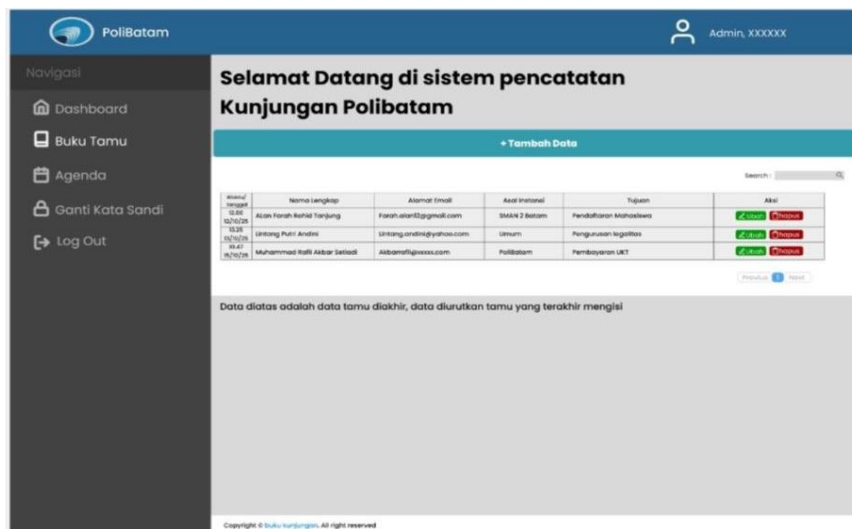 PoliBatam
Admin, XXXXXX
Navigasi
Dashboard
Buku Tamu
Agenda
Ganti Kata Sandi
Log Out
Selamat Datang di sistem pencatatan
Kunjungan Polibatam
+ Tambah Data
Search :
Nama Lengkap Alamat Email Asal Instansi Tujuan Aksi
ALan Farah Rohid Tanjung Farah.alan12@gmail.com SMAN 2 Batam Pendaftaran Mahasiswa Ubah Hapus
Lintang Putri Andini Lintang.andini@yahoo.com Umum Pengurusan legalitas Ubah Hapus
Muhammad Rafli Akbar Setiadi PoliBatam Pembayaran UKT Ubah Hapus
Previous 1 Next
Data diatas adalah data tamu diakhir, data diurutkan tamu yang terakhir mengisi
Copyright © buku kunjungan. All right reserved